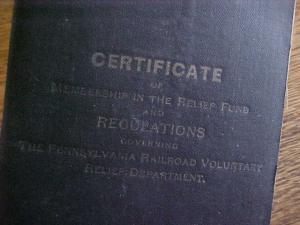 CERTIFICATE
OF
MEMBERSHIP IN THE RELIEF FUND
AND
REGULATIONS
GOVERNING
THE PENNSYLVANIA RAILROAD VOLUNTARY
RELIEF DEPARTMENT.